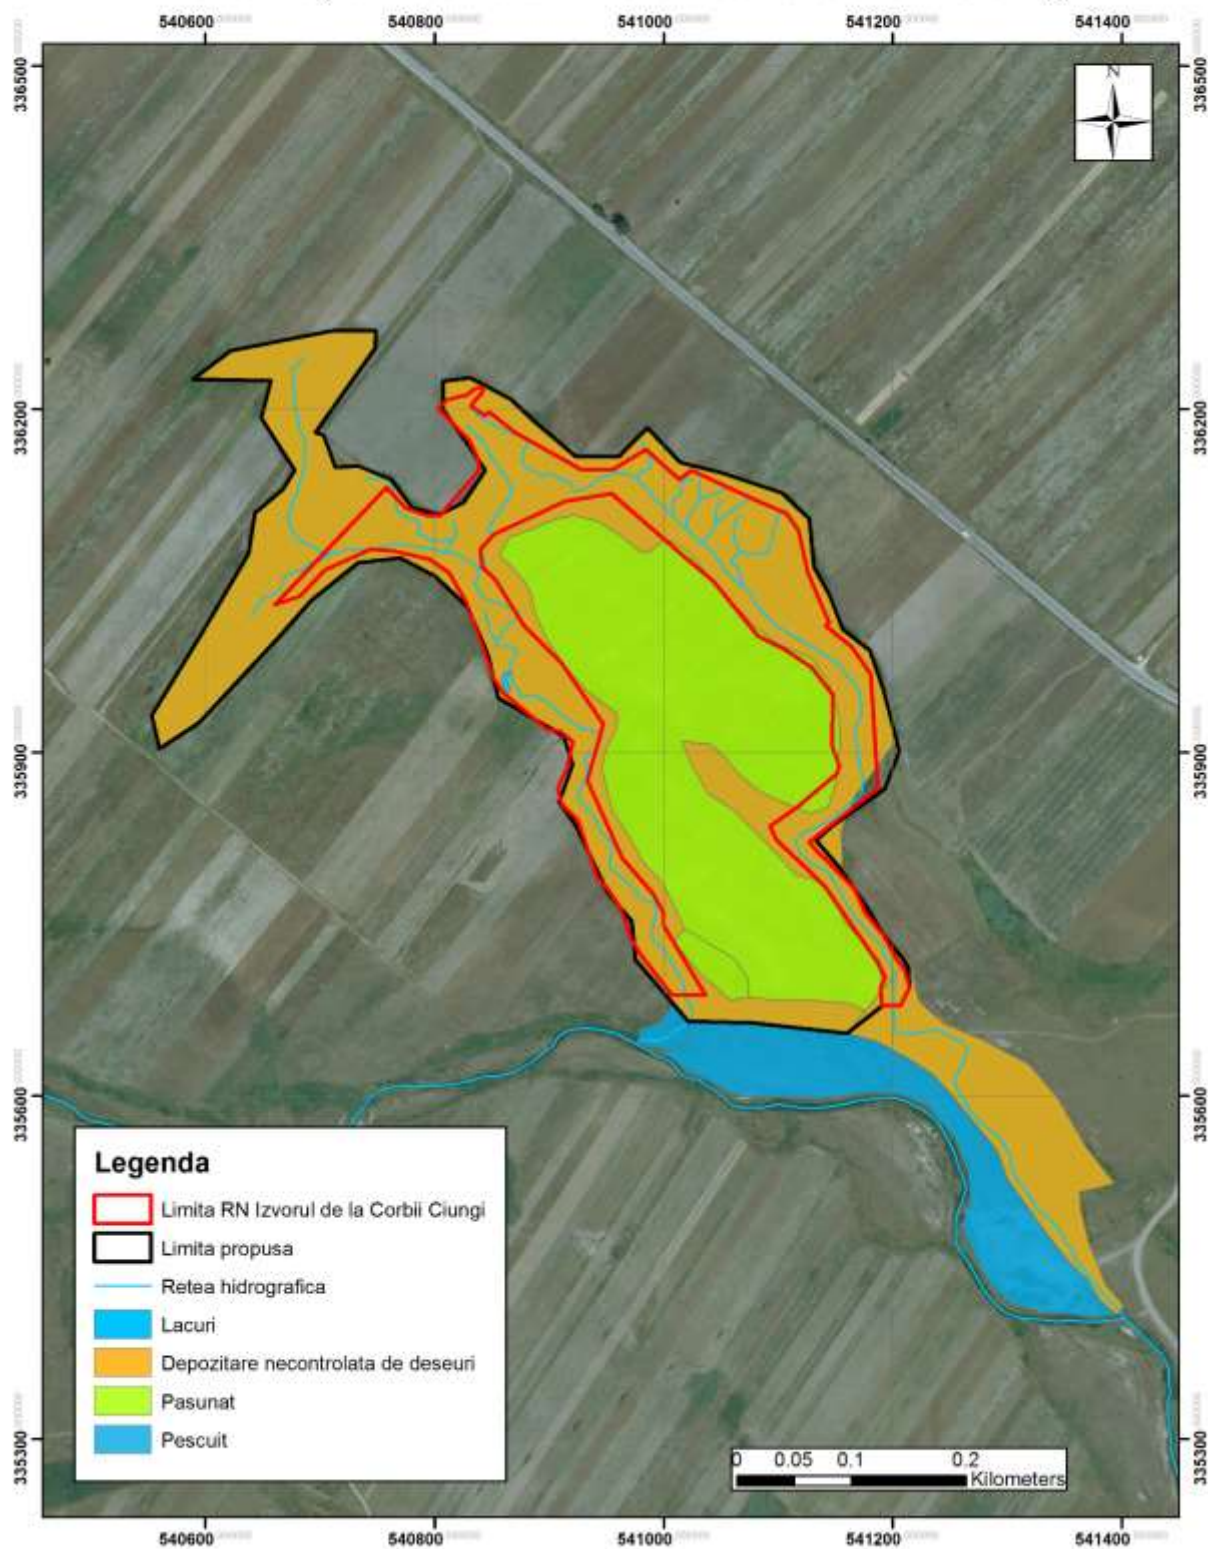 540600 540800 541000 541200 541400
336500 336500
N
336200 336200
335900 335900
335600 335600
Legenda
Limita RN Izvorul de la Corbii Ciungi
Limita propusa
Retea hidrografica
Lacuri
Depozitare necontrolata de deseuri
Pasunat
Pescuit
335300 335300
0 0.05 0.1 0.2
Kilometers
540600 540800 541000 541200 541400